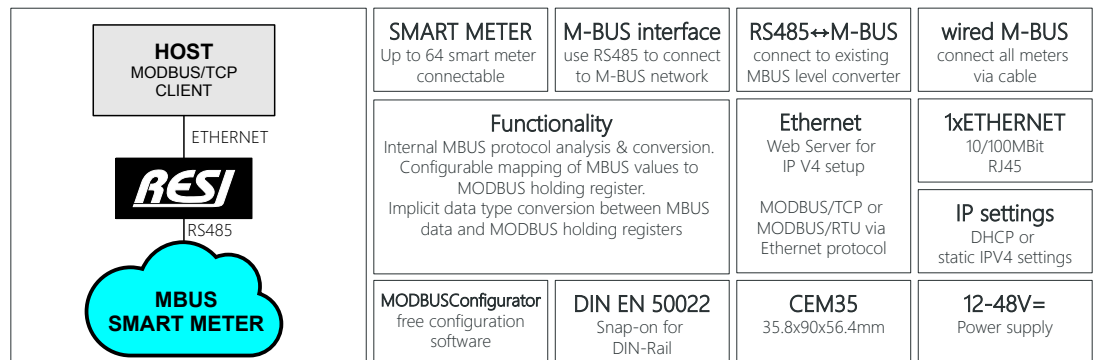 HOST
MODBUS/TCP
CLIENT
ETHERNET
RESI
RS485
MBUS
SMART METER
SMART METER
Up to 64 smart meter
connectable
M-BUS interface
use RS485 to connect
to M-BUS network
RS485↔M-BUS
connect to existing
MBUS level converter
wired M-BUS
connect all meters
via cable
Functionality
Internal MBUS protocol analysis & conversion.
Configurable mapping of MBUS values to
MODBUS holding register.
Implicit data type conversion between MBUS
data and MODBUS holding registers
Ethernet
Web Server for
IP V4 setup
MODBUS/TCP or
MODBUS/RTU via
Ethernet protocol
1xETHERNET
10/100MBit
RJ45
IP settings
DHCP or
static IPV4 settings
MODBUSConfigurator
free configuration
software
DIN EN 50022
Snap-on for
DIN-Rail
CEM35
35.8x90x56.4mm
12-48V=
Power supply